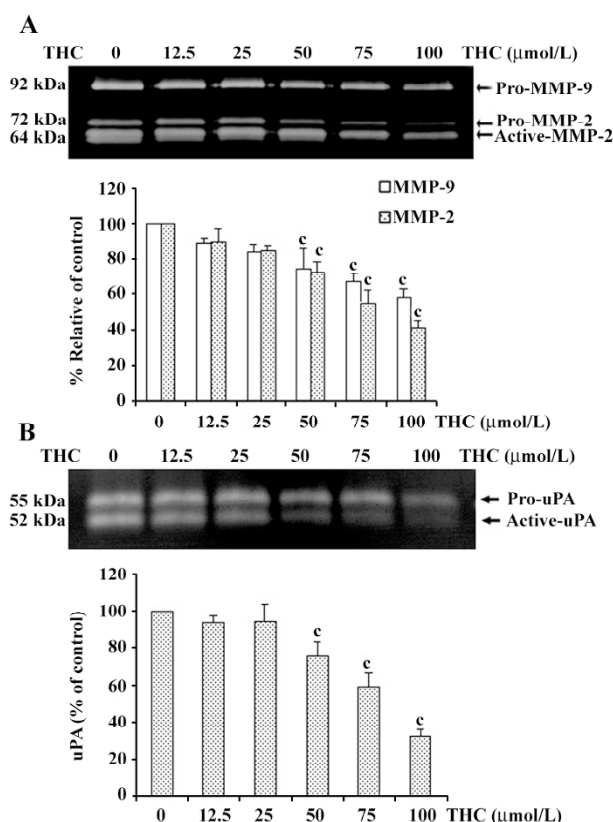 A
THC 0 12.5 25 50 75 100 THC (μmol/L)
92 kDa Pro-MMP-9
72 kDa Pro-MMP-2
64 kDa Active-MMP-2
MMP-9
MMP-2
% Relative of control
120
100
80
60
40
20
0
c c c c c c
0 12.5 25 50 75 100 THC (μmol/L)
B
THC 0 12.5 25 50 75 100 THC (μmol/L)
55 kDa Pro-uPA
52 kDa Active-uPA
uPA (% of control)
120
100
80
60
40
20
0
c c c
0 12.5 25 50 75 100 THC (μmol/L)